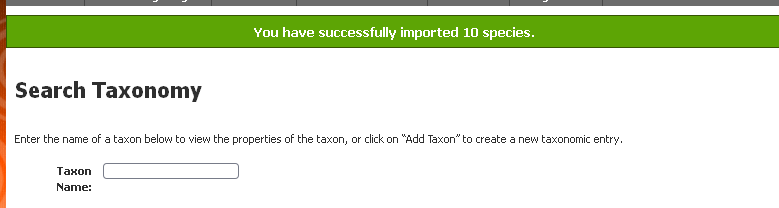 You have successfully imported 10 species.
Search Taxonomy
Enter the name of a taxon below to view the properties of the taxon, or click on “Add Taxon” to create a new taxonomic entry.
Taxon
Name: